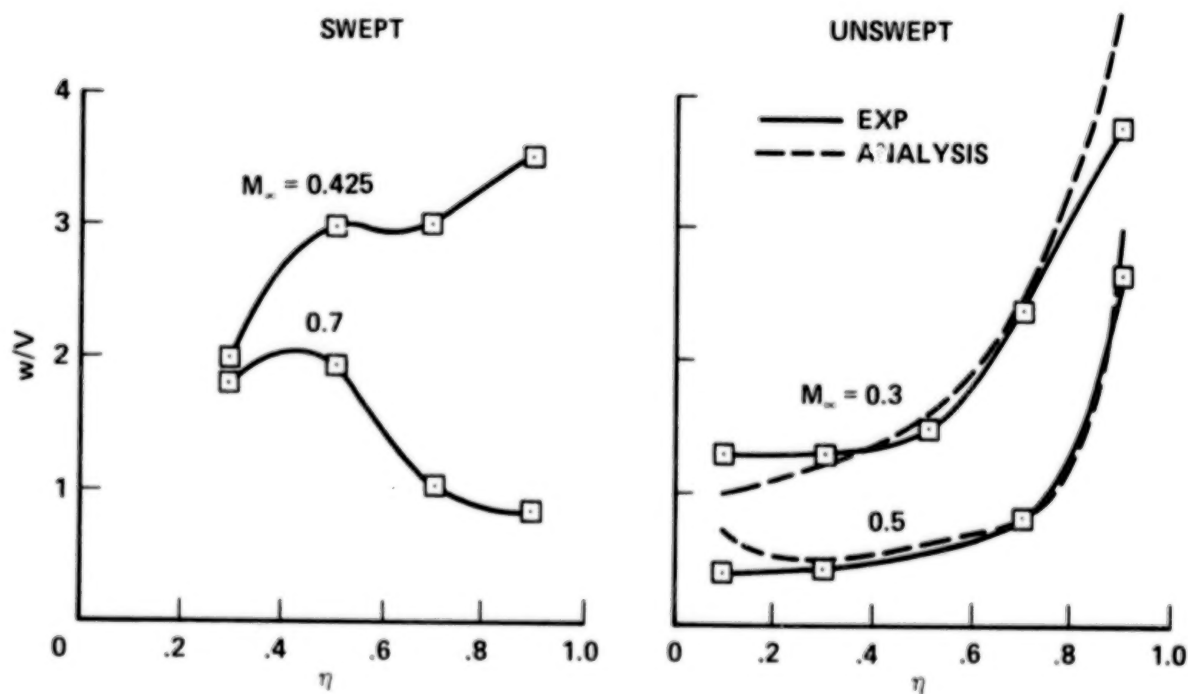 SWEPT
4
3
2
1
0
w/V
M∞ = 0.425
0.7
.2 .4 .6 .8 1.0
η
UNSWEPT
EXP
ANALYSIS
M∞ = 0.3
0.5
0 .2 .4 .6 .8 1.0
η